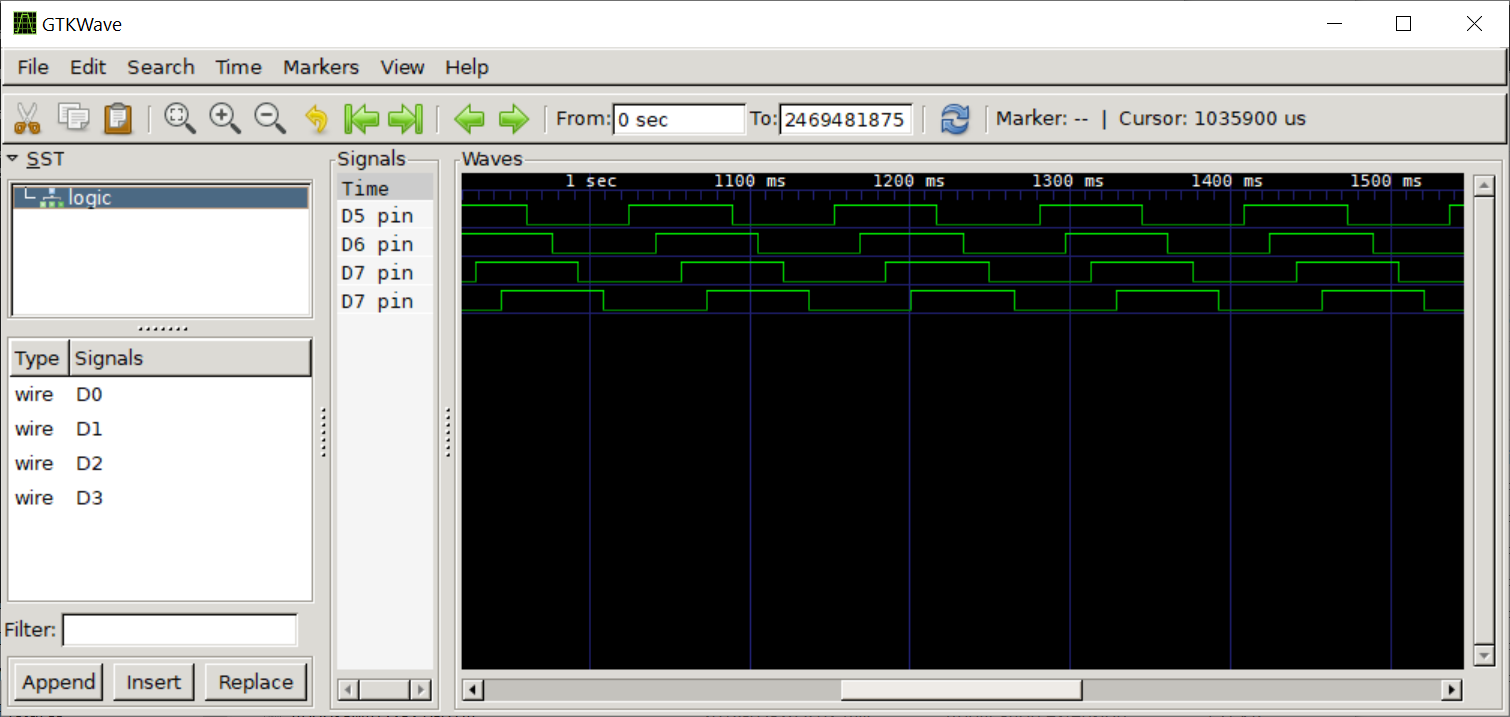 GTKWave
File Edit Search Time Markers View Help
From: 0 sec To: 2469481875 Marker: -- | Cursor: 1035900 us
SST
logic
Type Signals
wire D0
wire D1
wire D2
wire D3
Filter:
Append Insert Replace
Signals
Time
D5 pin
D6 pin
D7 pin
D7 pin
Waves
1 sec 1100 ms 1200 ms 1300 ms 1400 ms 1500 ms